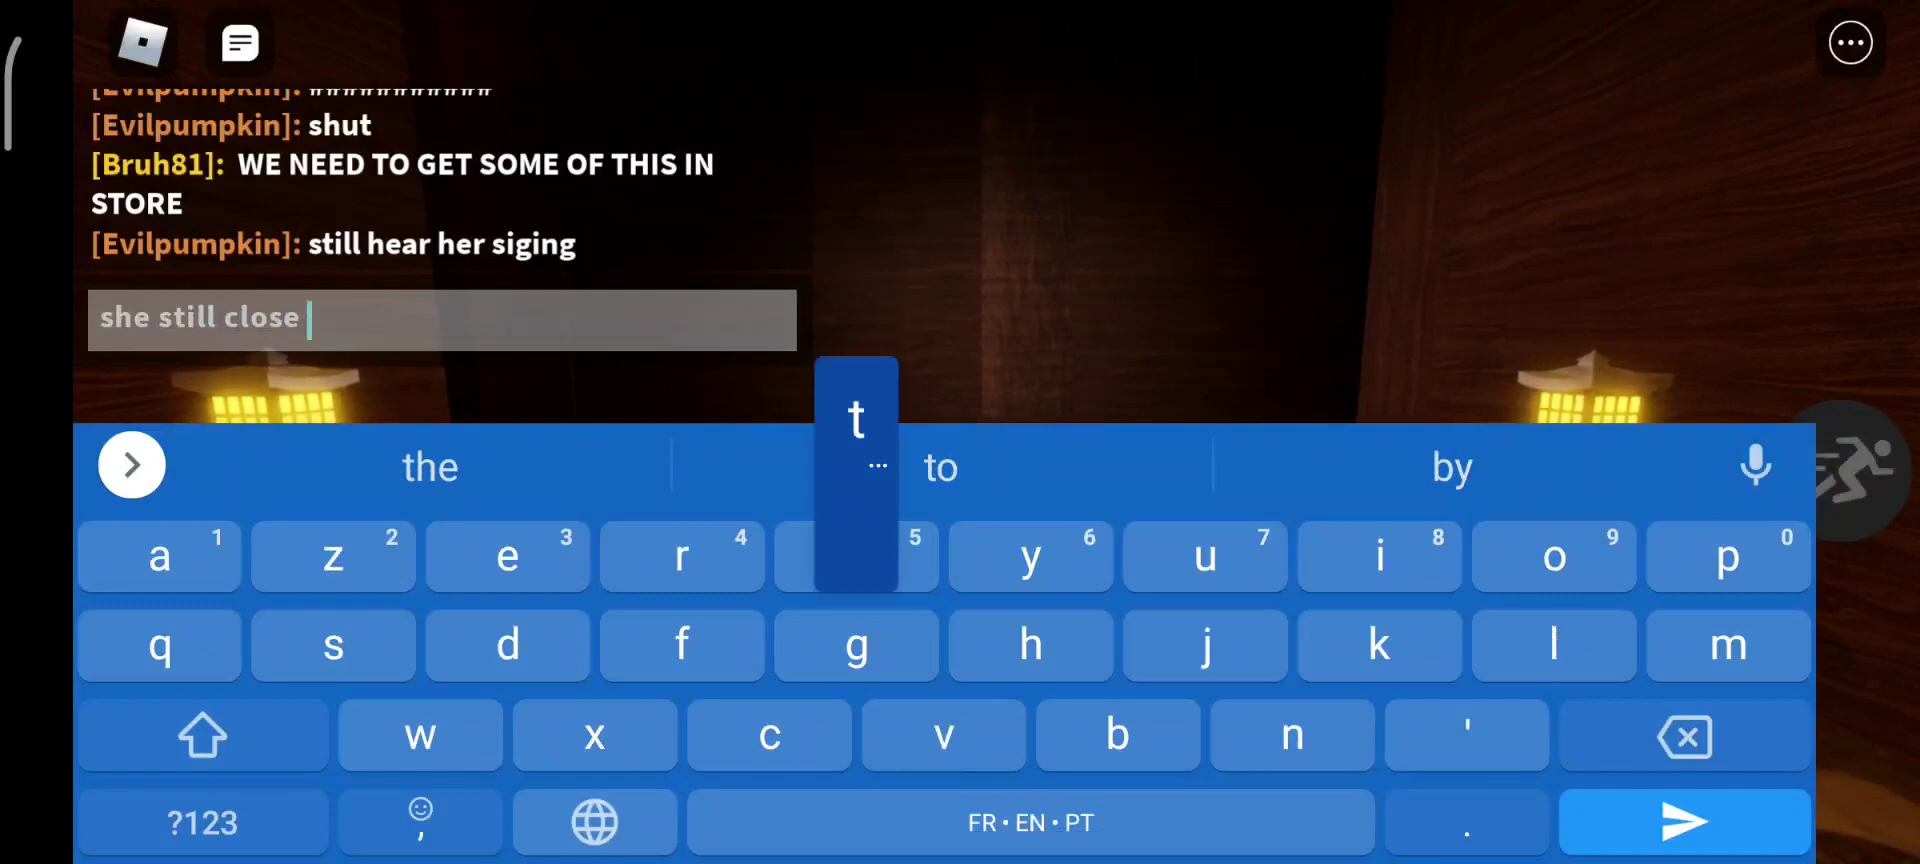 [Evilpumpkin]: ############
[Evilpumpkin]: shut
[Bruh81]: WE NEED TO GET SOME OF THIS IN
STORE
[Evilpumpkin]: still hear her siging
she still close
t
...
the to by
a 1 z 2 e 3 r 4 5 y 6 u 7 i 8 o 9 p 0
q s d f g h j k l m
w x c v b n '
?123 , FR • EN • PT .